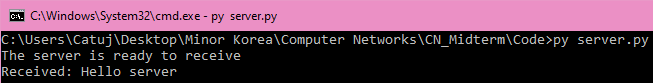 C:\Windows\System32\cmd.exe - py  server.py
C:\Users\Catuj\Desktop\Minor Korea\Computer Networks\CN_Midterm\Code>py server.py
The server is ready to receive
Received: Hello server